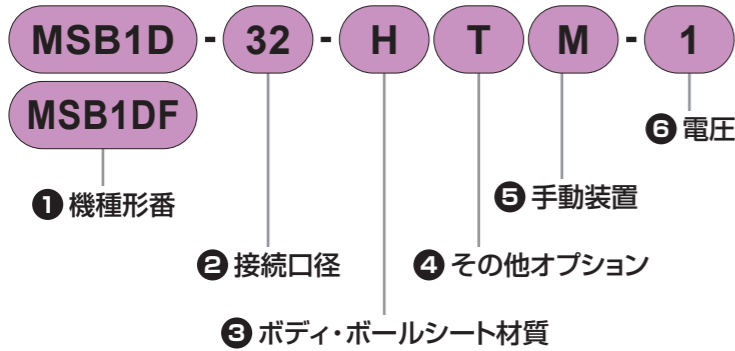 MSB1D - 32 - H T M - 1
MSB1DF
❻ 電圧
❶ 機種形番
❺ 手動装置
❷ 接続口径
❹ その他オプション
❸ ボディ・ボールシート材質